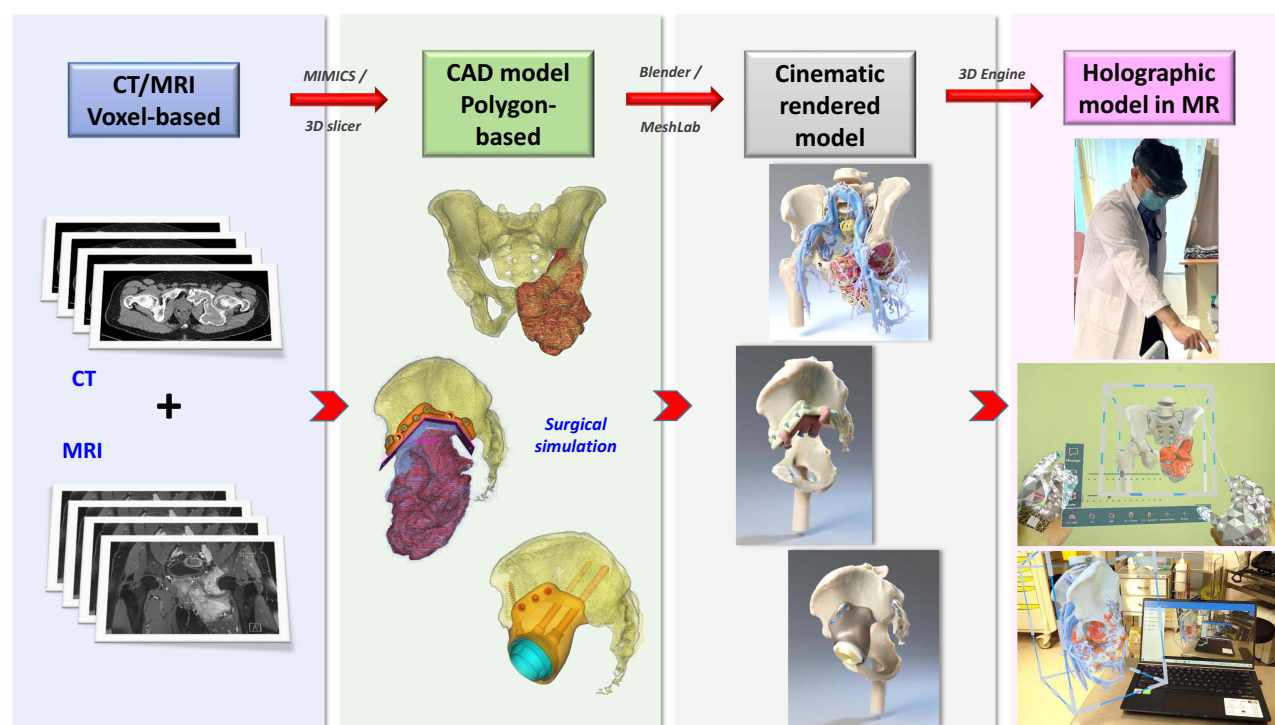 CT/MRI
Voxel-based
MIMICS /
3D slicer
CAD model
Polygon-
based
Blender /
MeshLab
Cinematic
rendered
model
3D Engine
Holographic
model in MR
CT
+
MRI
Surgical
simulation
Message
A